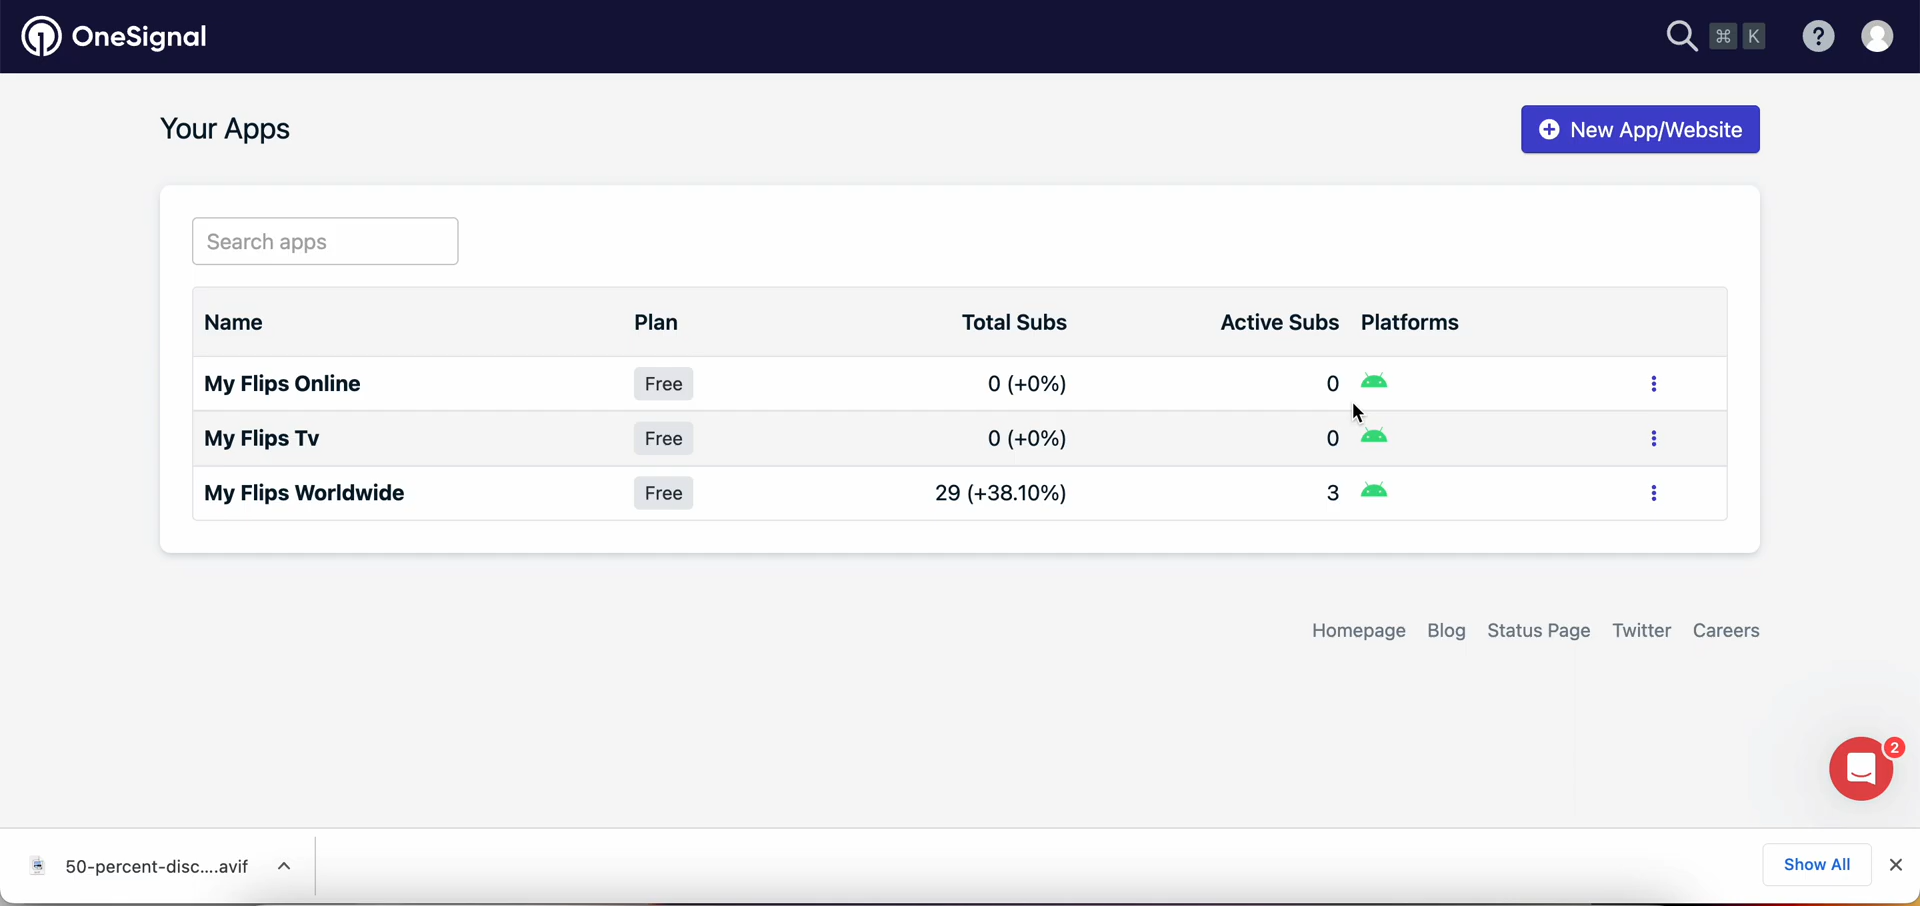 OneSignal
⌘ K
?
Your Apps
New App/Website
Search apps
Name Plan Total Subs Active Subs Platforms
My Flips Online Free 0 (+0%) 0
My Flips Tv Free 0 (+0%) 0
My Flips Worldwide Free 29 (+38.10%) 3
Homepage Blog Status Page Twitter Careers
2
50-percent-disc....avif
Show All